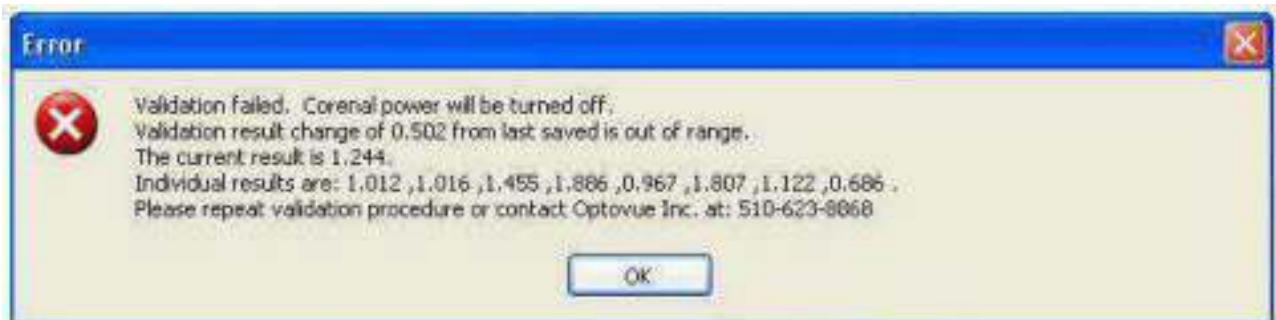 Error
Validation failed. Corenal power will be turned off.
Validation result change of 0.502 from last saved is out of range.
The current result is 1.244.
Individual results are: 1.012 ,1.016 ,1.455 ,1.886 ,0.967 ,1.807 ,1.122 ,0.686 .
Please repeat validation procedure or contact Optovue Inc. at: 510-623-8868
OK